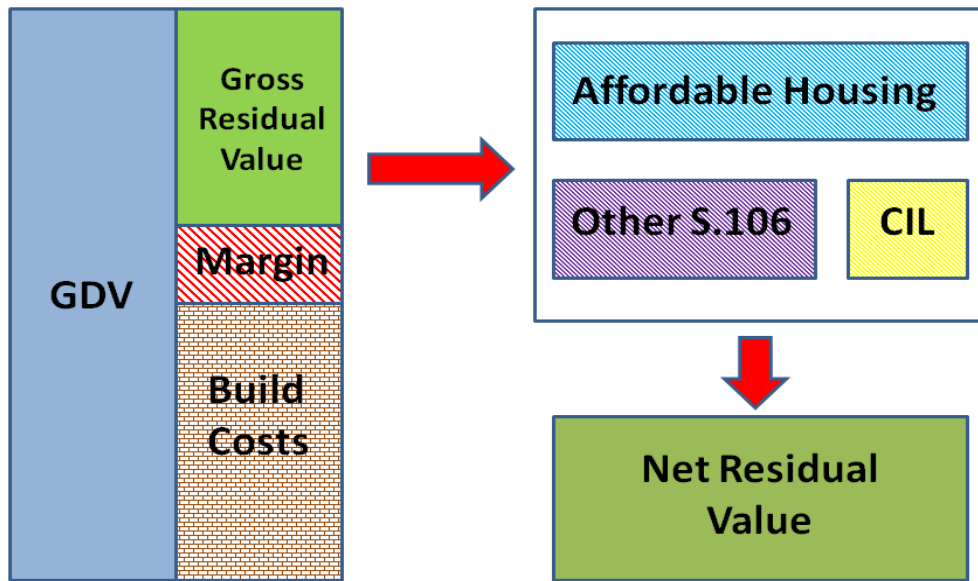 GDV
Gross
Residual
Value
Margin
Build
Costs
Affordable Housing
Other S.106
CIL
Net Residual
Value